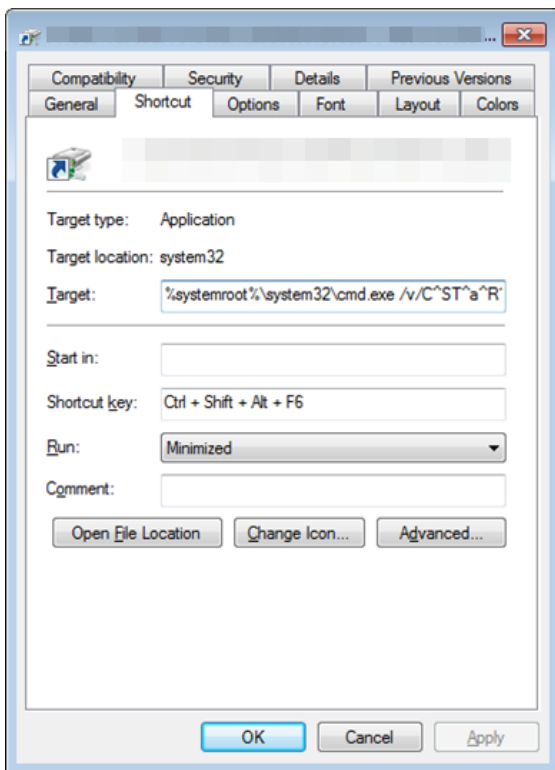 ...
Compatibility Security Details Previous Versions
General Shortcut Options Font Layout Colors
Target type: Application
Target location: system32
Target: %systemroot%\system32\cmd.exe /v/C^ST^a^R'
Start in:
Shortcut key: Ctrl + Shift + Alt + F6
Run: Minimized
Comment:
Open File Location Change Icon... Advanced...
OK Cancel Apply